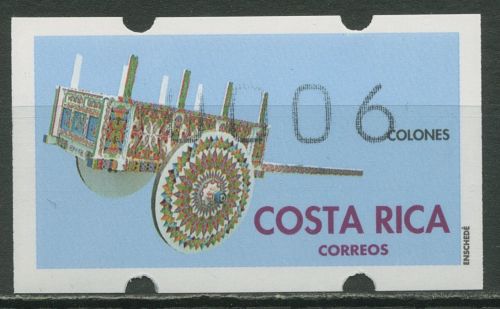 06
COLONES
COSTA RICA
CORREOS
ENSCHEDÉ